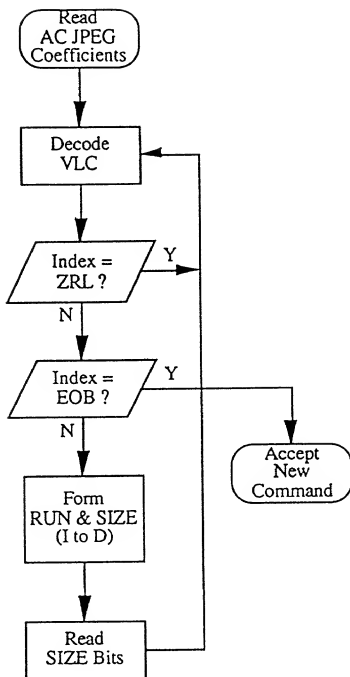 Read
AC JPEG
Coefficients
Decode
VLC
Index =
ZRL ?
Y
N
Index =
EOB ?
Y
N
Accept
New
Command
Form
RUN & SIZE
(I to D)
Read
SIZE Bits